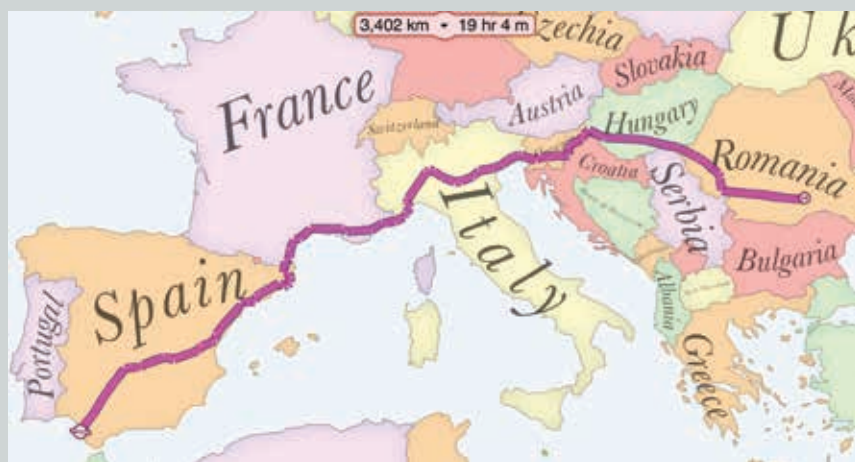 3,402 km • 19 hr 4 m
Czechia
Uk
Slovakia
France
Austria
Hungary
Switzerland
Romania
Croatia
Serbia
Italy
Bulgaria
Spain
Portugal
Albania
Greece